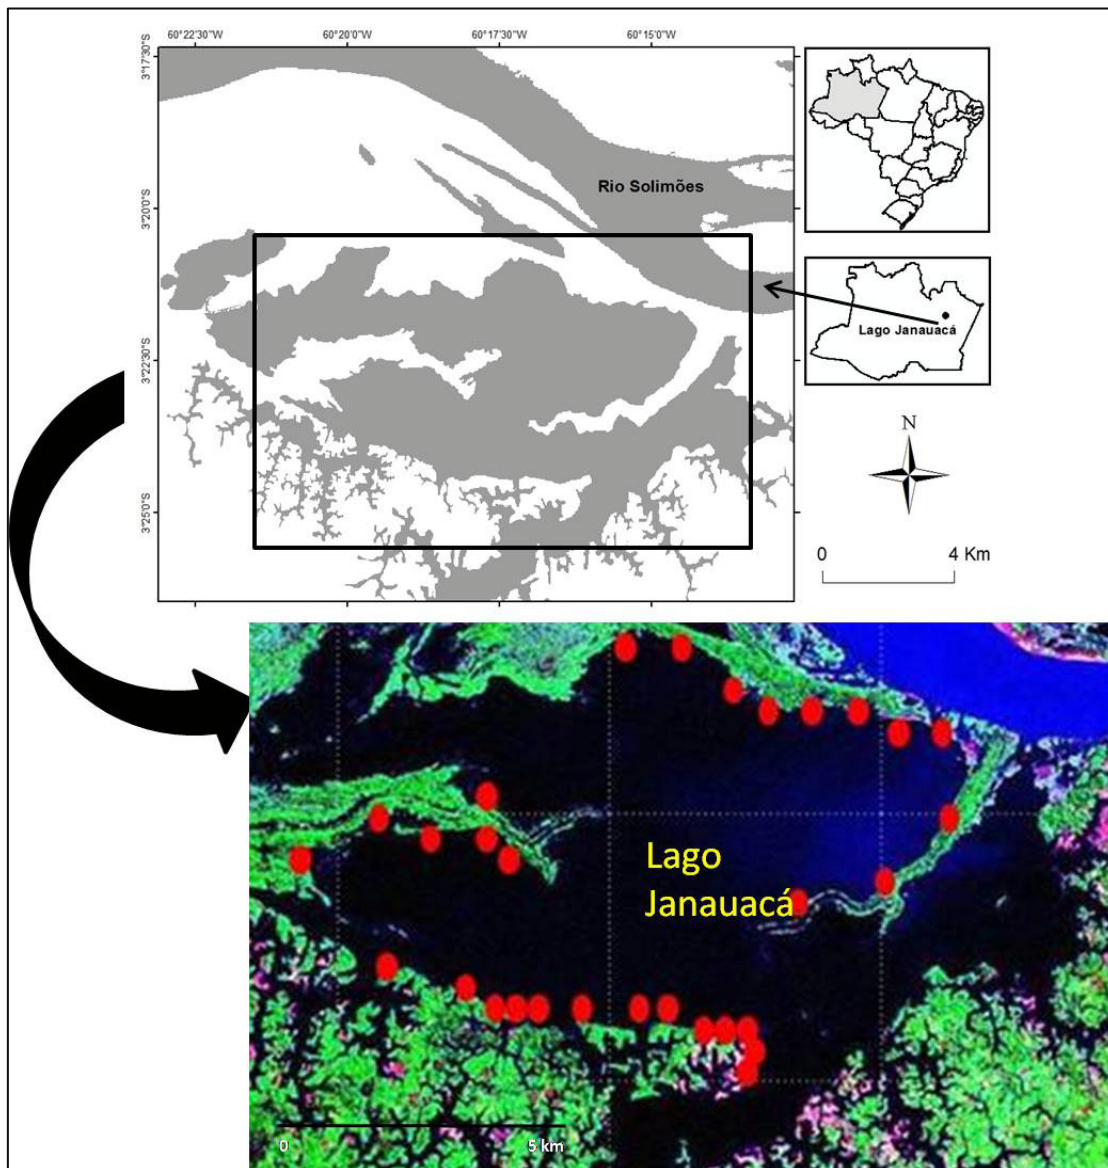 60°22'30"W 60°20'0"W 60°17'30"W 60°15'0"W
3°17'30"S
3°20'0"S
3°22'30"S
3°25'0"S
Rio Solimões
Lago Janauacá
N
0 4 Km
Lago
Janauacá
0 5 km